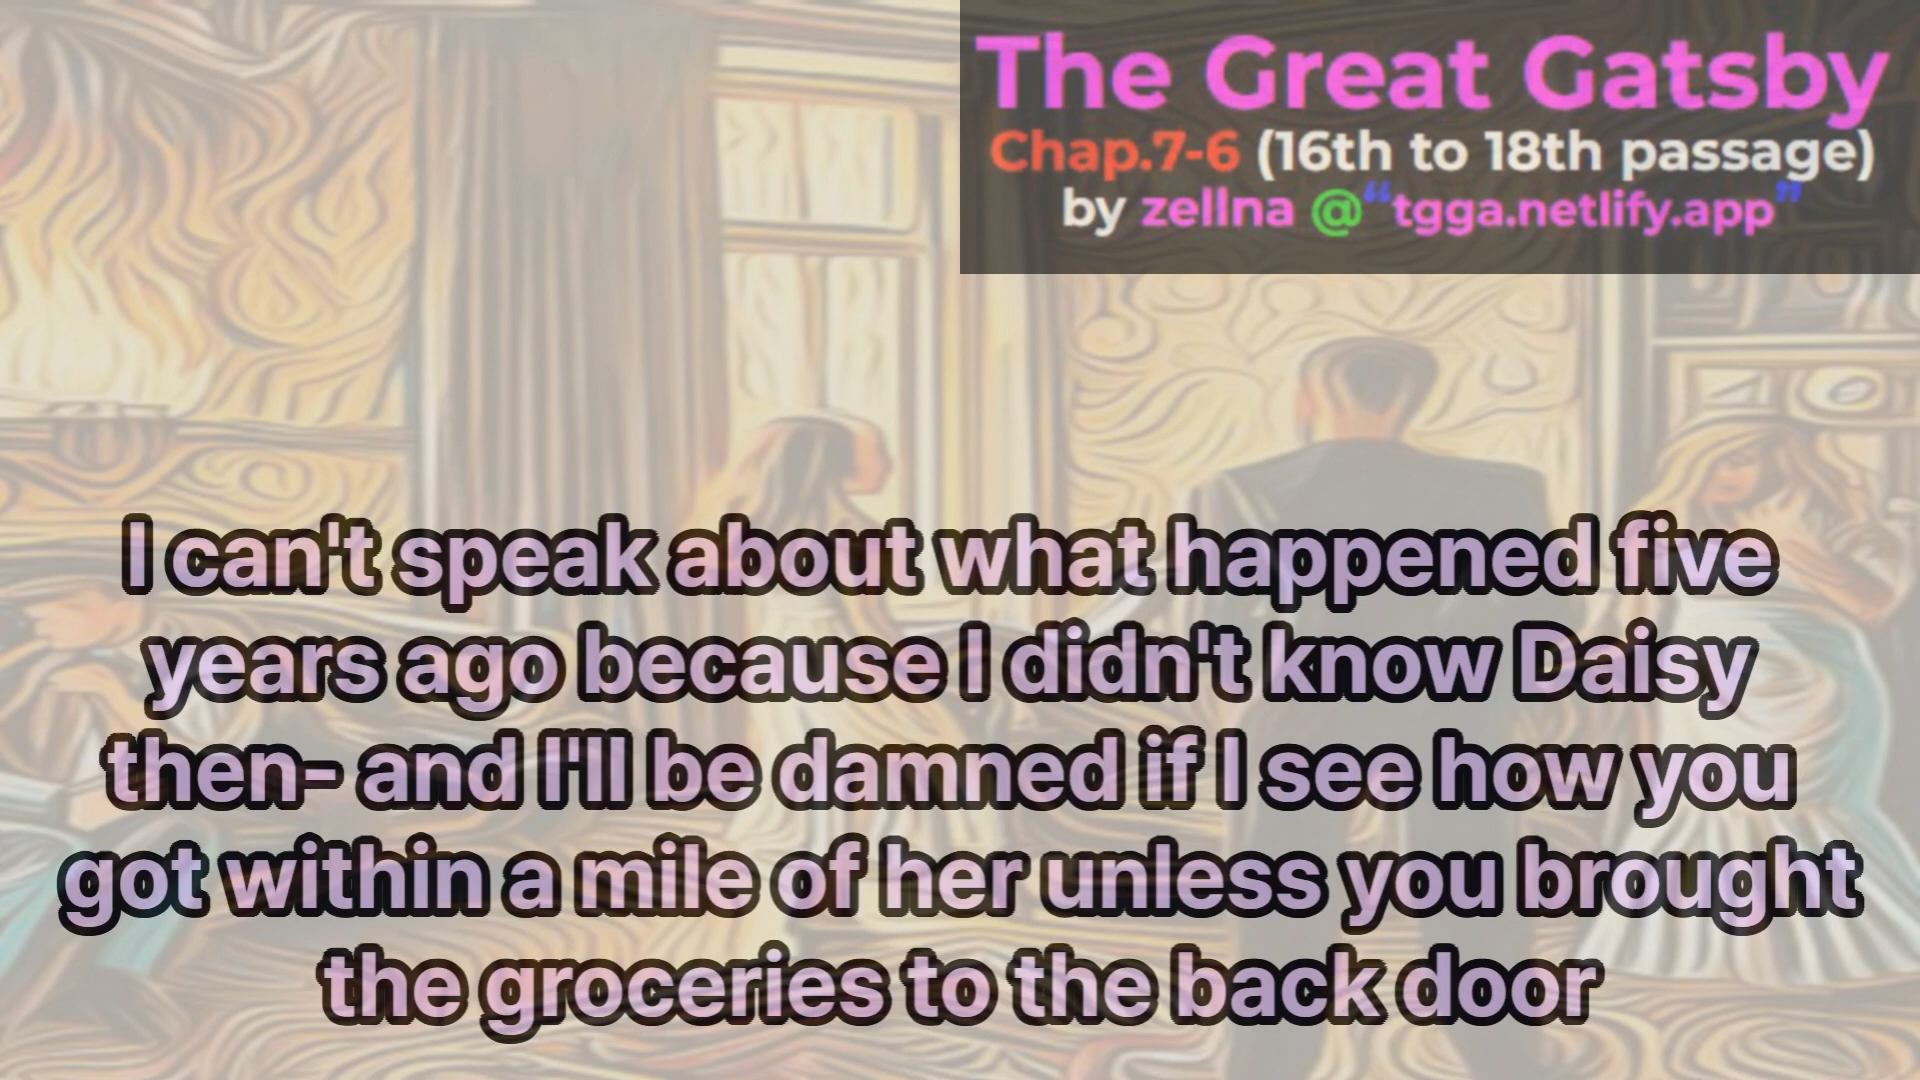 The Great Gatsby
Chap.7-6 (16th to 18th passage)
by zellna @“tgga.netlify.app”
I can't speak about what happened five
years ago because I didn't know Daisy
then- and I'll be damned if I see how you
got within a mile of her unless you brought
the groceries to the back door